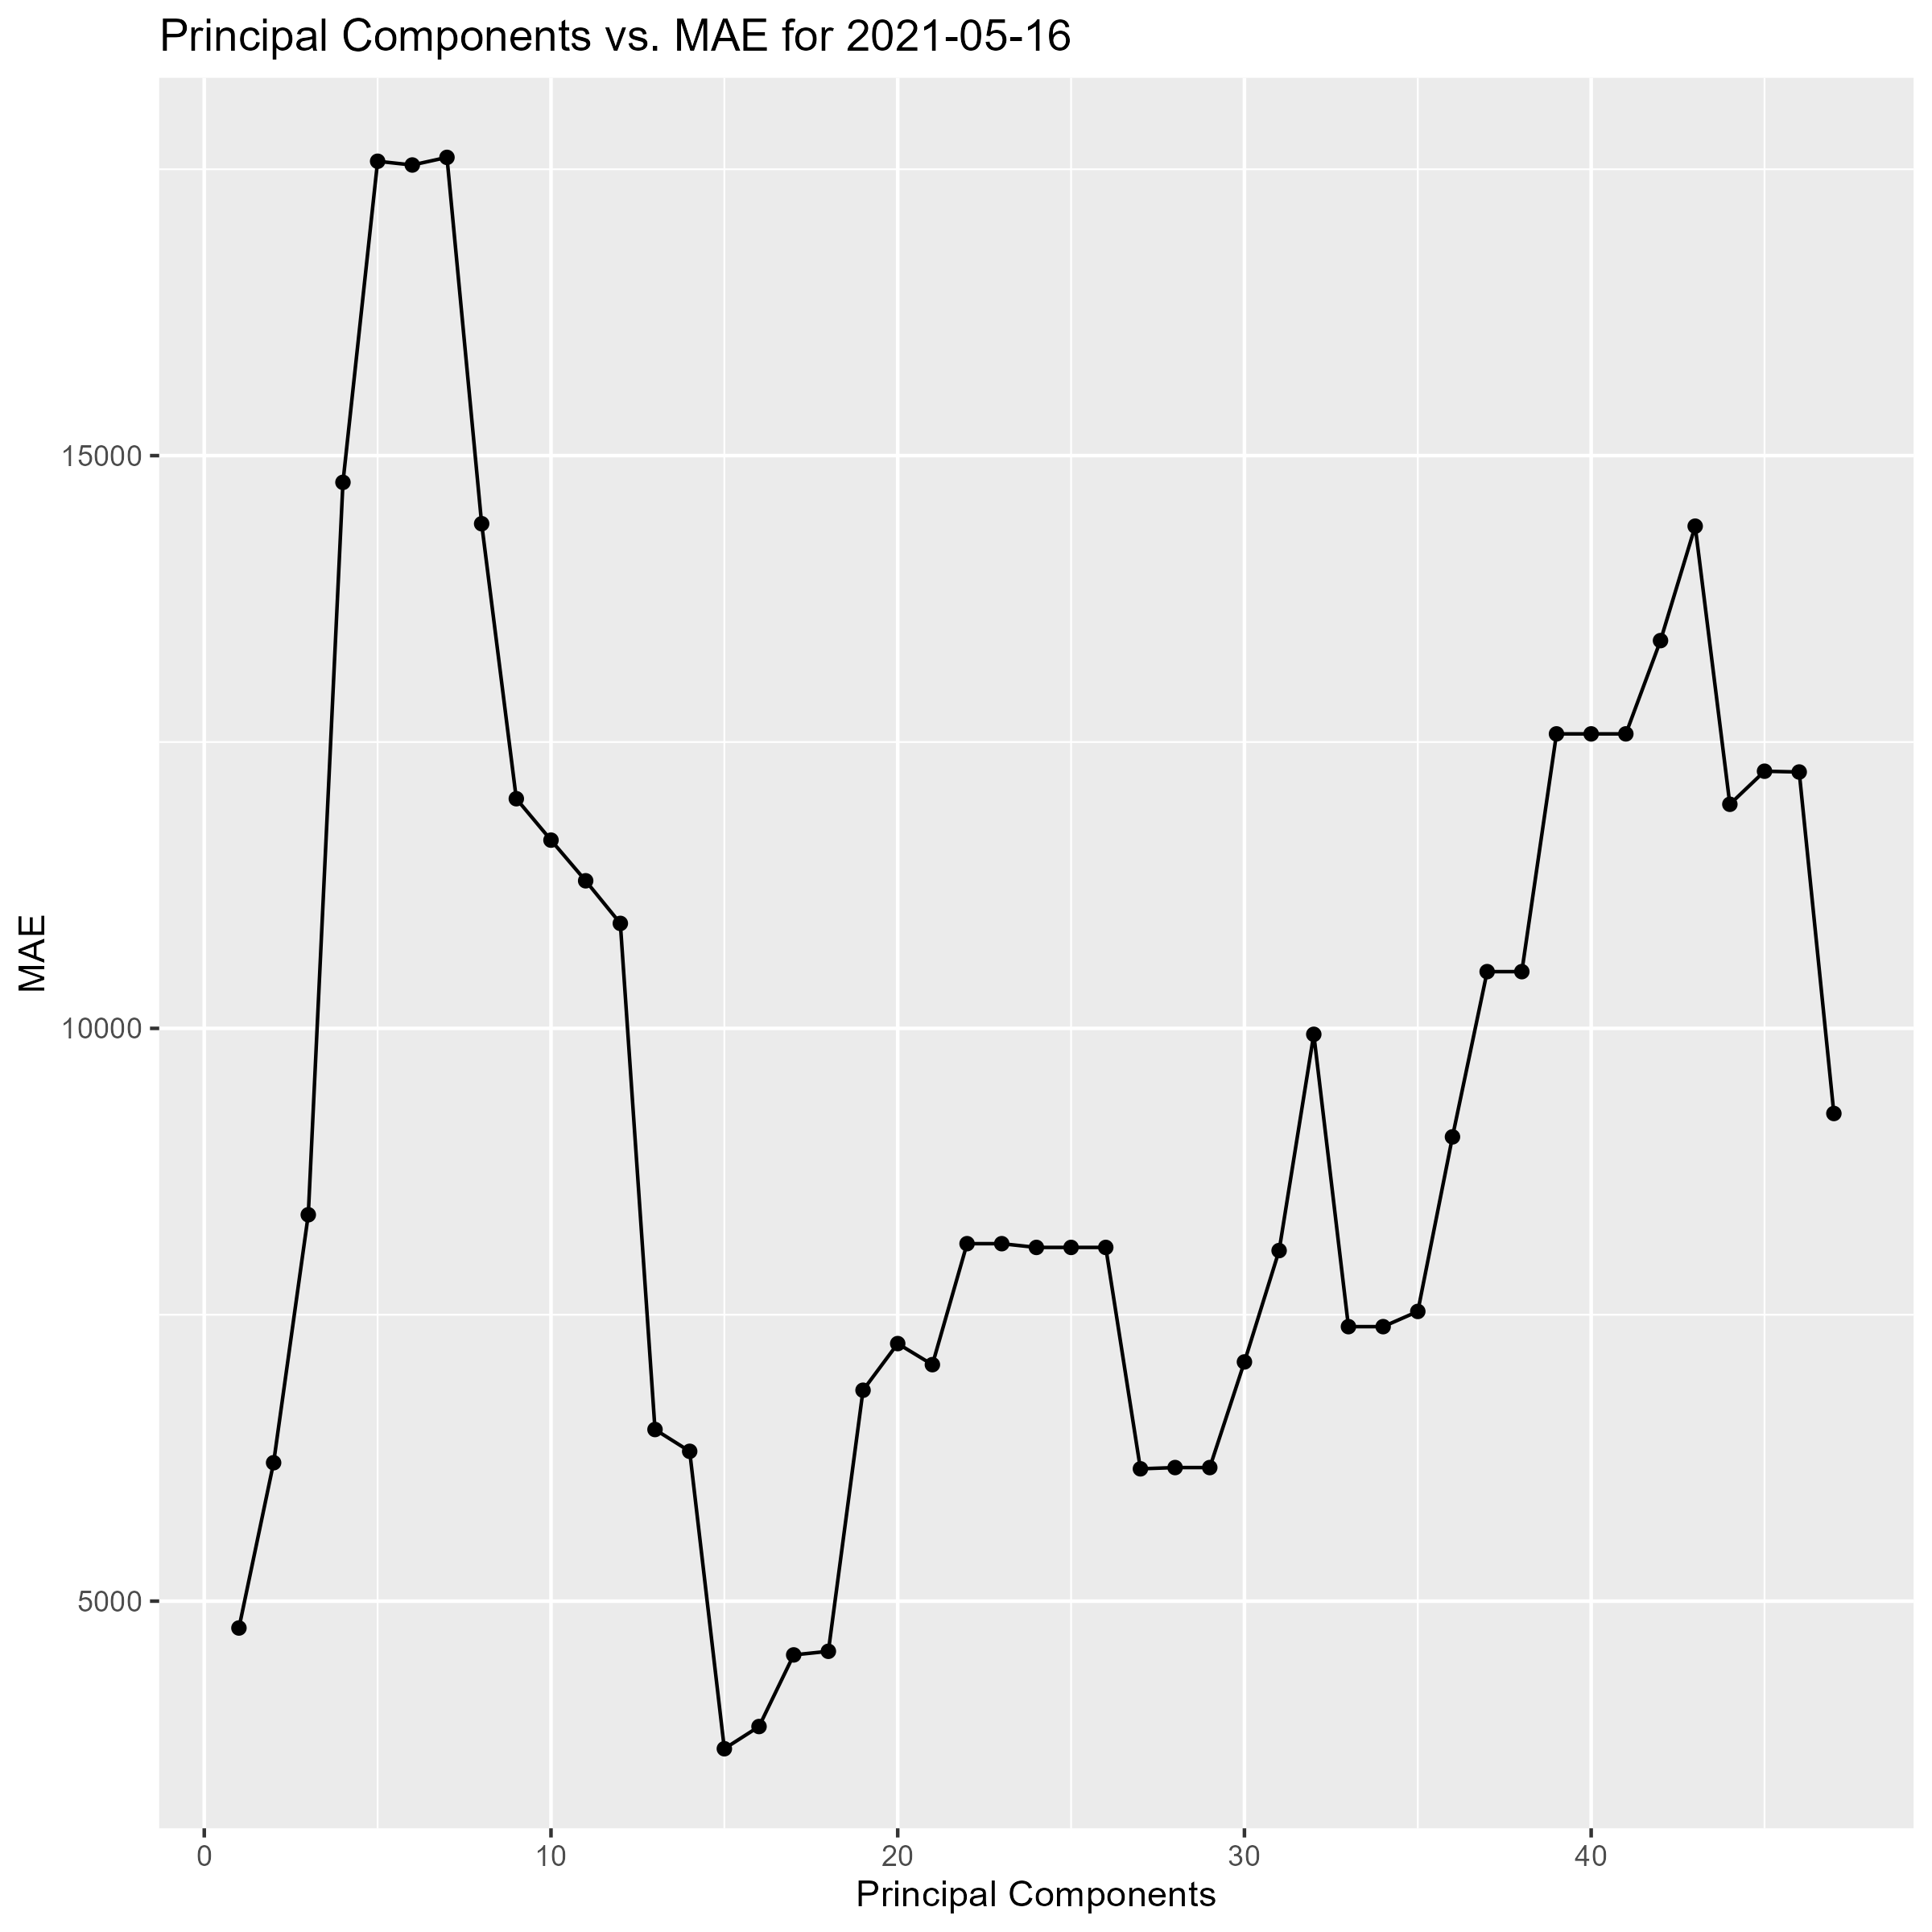 Principal Components vs. MAE for 2021-05-16
MAE
15000
10000
5000
0 10 20 30 40
Principal Components